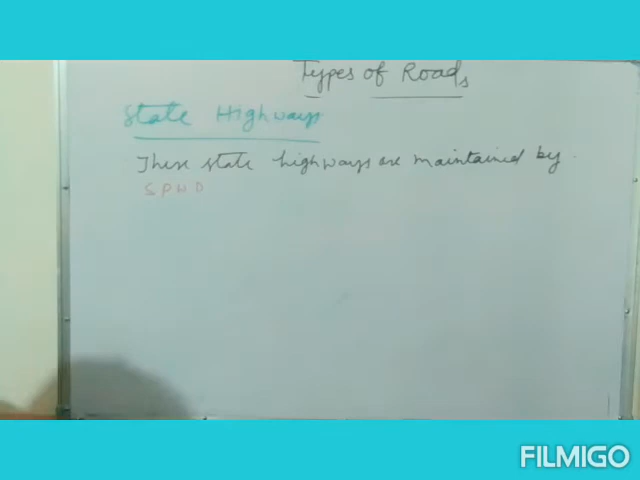 Types of Roads
State Highways
These state highways are maintained by
SPWD
FILMIGO